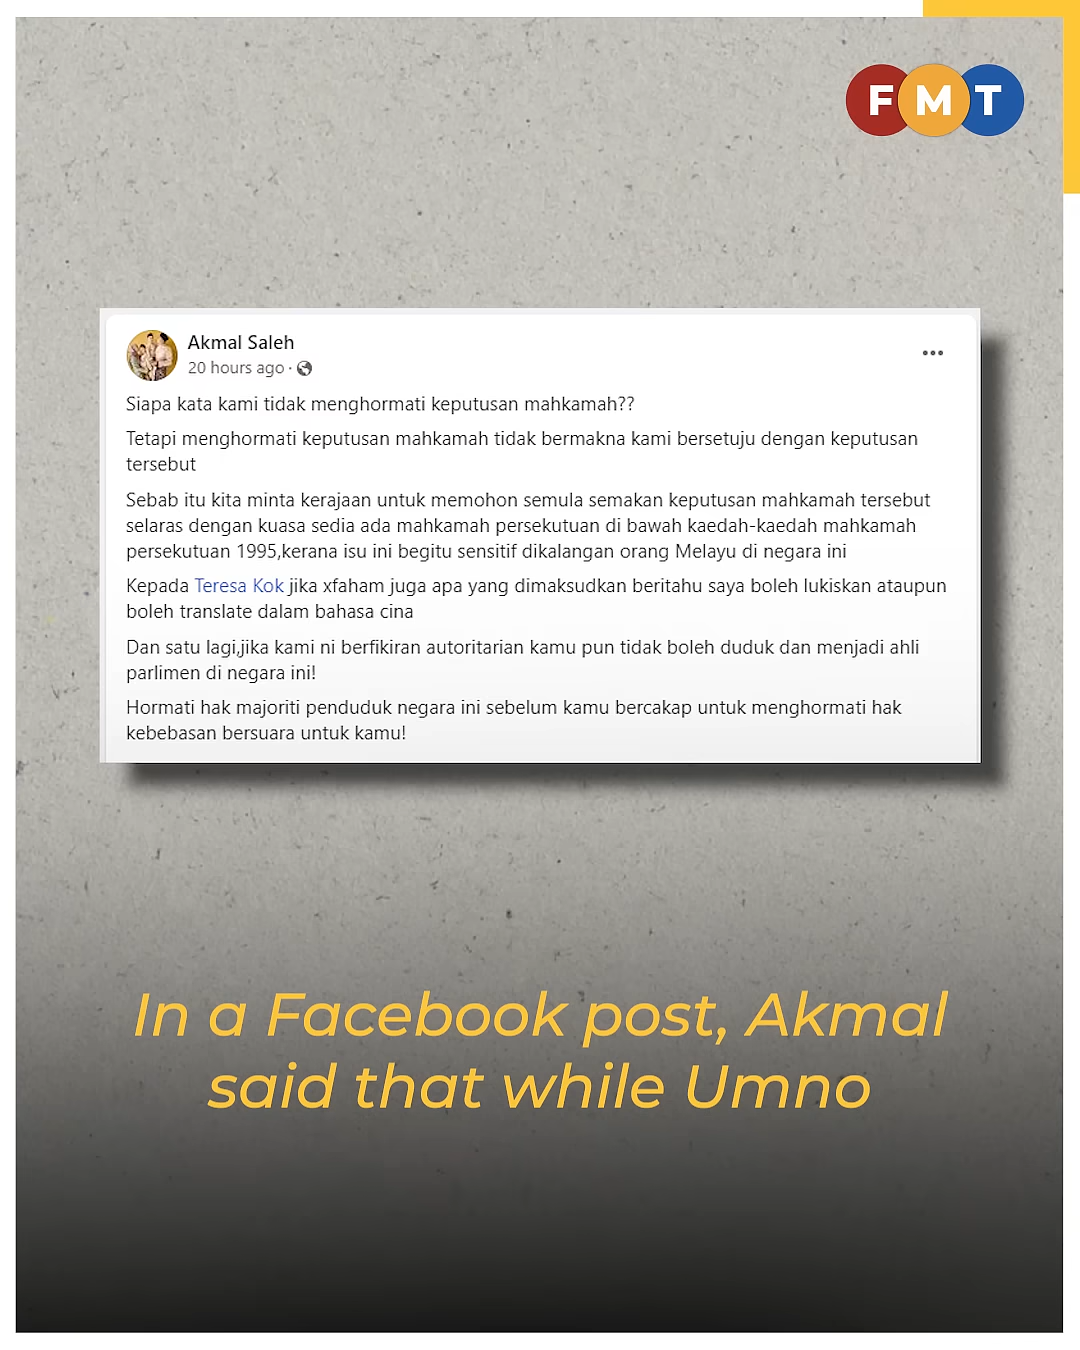 FMT
Akmal Saleh
20 hours ago ·
Siapa kata kami tidak menghormati keputusan mahkamah??
Tetapi menghormati keputusan mahkamah tidak bermakna kami bersetuju dengan keputusan
tersebut
Sebab itu kita minta kerajaan untuk memohon semula semakan keputusan mahkamah tersebut
selaras dengan kuasa sedia ada mahkamah persekutuan di bawah kaedah-kaedah mahkamah
persekutuan 1995,kerana isu ini begitu sensitif dikalangan orang Melayu di negara ini
Kepada Teresa Kok jika xfaham juga apa yang dimaksudkan beritahu saya boleh lukiskan ataupun
boleh translate dalam bahasa cina
Dan satu lagi,jika kami ni berfikiran autoritarian kamu pun tidak boleh duduk dan menjadi ahli
parlimen di negara ini!
Hormati hak majoriti penduduk negara ini sebelum kamu bercakap untuk menghormati hak
kebebasan bersuara untuk kamu!
In a Facebook post, Akmal
said that while Umno